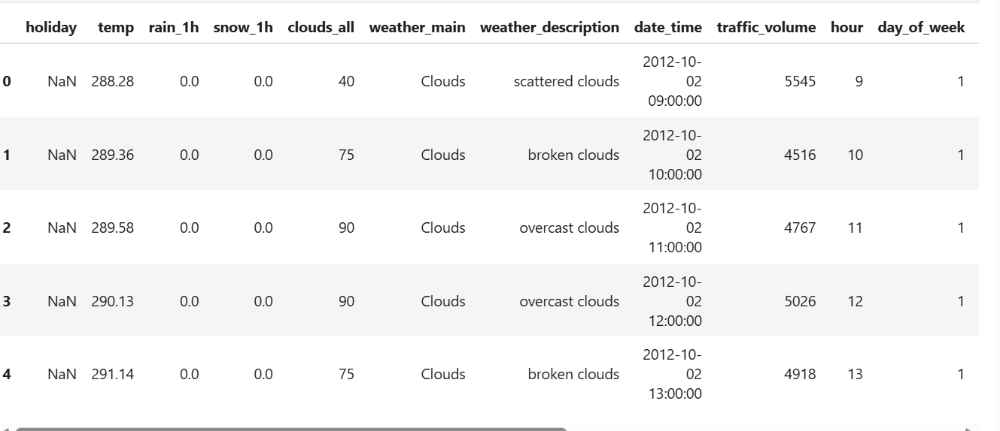 holiday temp rain_1h snow_1h clouds_all weather_main weather_description date_time traffic_volume hour day_of_week
0 NaN 288.28 0.0 0.0 40 Clouds scattered clouds 2012-10-02 09:00:00 5545 9 1
1 NaN 289.36 0.0 0.0 75 Clouds broken clouds 2012-10-02 10:00:00 4516 10 1
2 NaN 289.58 0.0 0.0 90 Clouds overcast clouds 2012-10-02 11:00:00 4767 11 1
3 NaN 290.13 0.0 0.0 90 Clouds overcast clouds 2012-10-02 12:00:00 5026 12 1
4 NaN 291.14 0.0 0.0 75 Clouds broken clouds 2012-10-02 13:00:00 4918 13 1